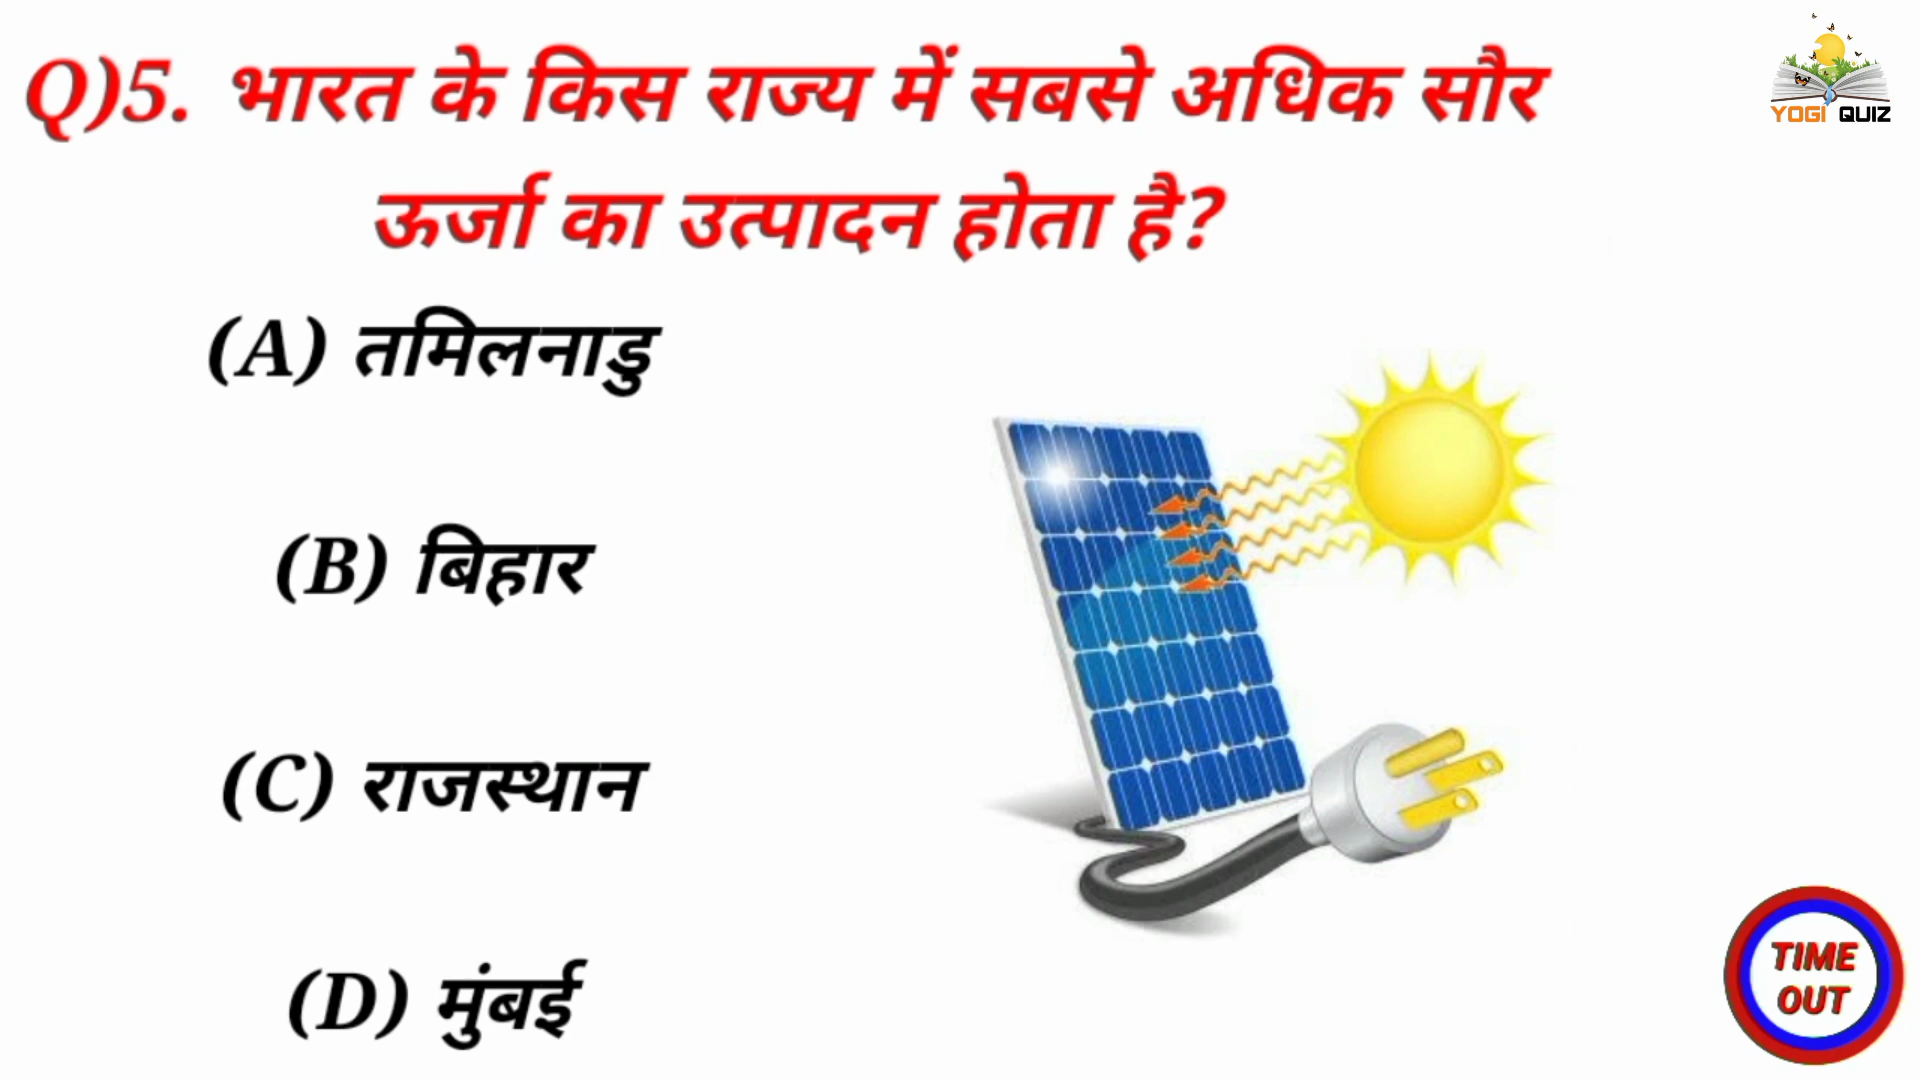 Q)5. भारत के किस राज्य में सबसे अधिक सौर
ऊर्जा का उत्पादन होता है?
YOGI QUIZ
(A) तमिलनाडु
(B) बिहार
(C) राजस्थान
(D) मुंबई
TIME
OUT